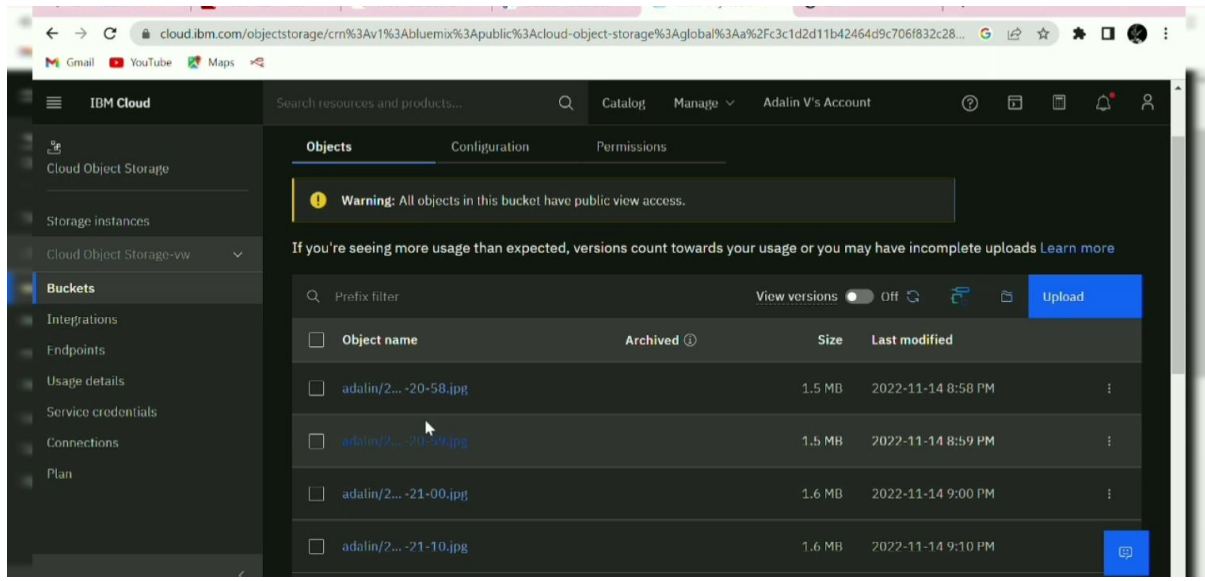 cloud.ibm.com/objectstorage/crn%3Av1%3Abluemix%3Apublic%3Acloud-object-storage%3Aglobal%3Aa%2Fc3c1d2d11b42464d9c706f832c28...
Gmail YouTube Maps
IBM Cloud Search resources and products... Catalog Manage Adalin V's Account
Cloud Object Storage
Storage instances
Cloud Object Storage-vw
Buckets
Integrations
Endpoints
Usage details
Service credentials
Connections
Plan
Objects Configuration Permissions
Warning: All objects in this bucket have public view access.
If you're seeing more usage than expected, versions count towards your usage or you may have incomplete uploads Learn more
Prefix filter View versions Off Upload
Object name Archived Size Last modified
adalin/2... -20-58.jpg 1.5 MB 2022-11-14 8:58 PM
adalin/2... -20-59.jpg 1.5 MB 2022-11-14 8:59 PM
adalin/2... -21-00.jpg 1.6 MB 2022-11-14 9:00 PM
adalin/2... -21-10.jpg 1.6 MB 2022-11-14 9:10 PM